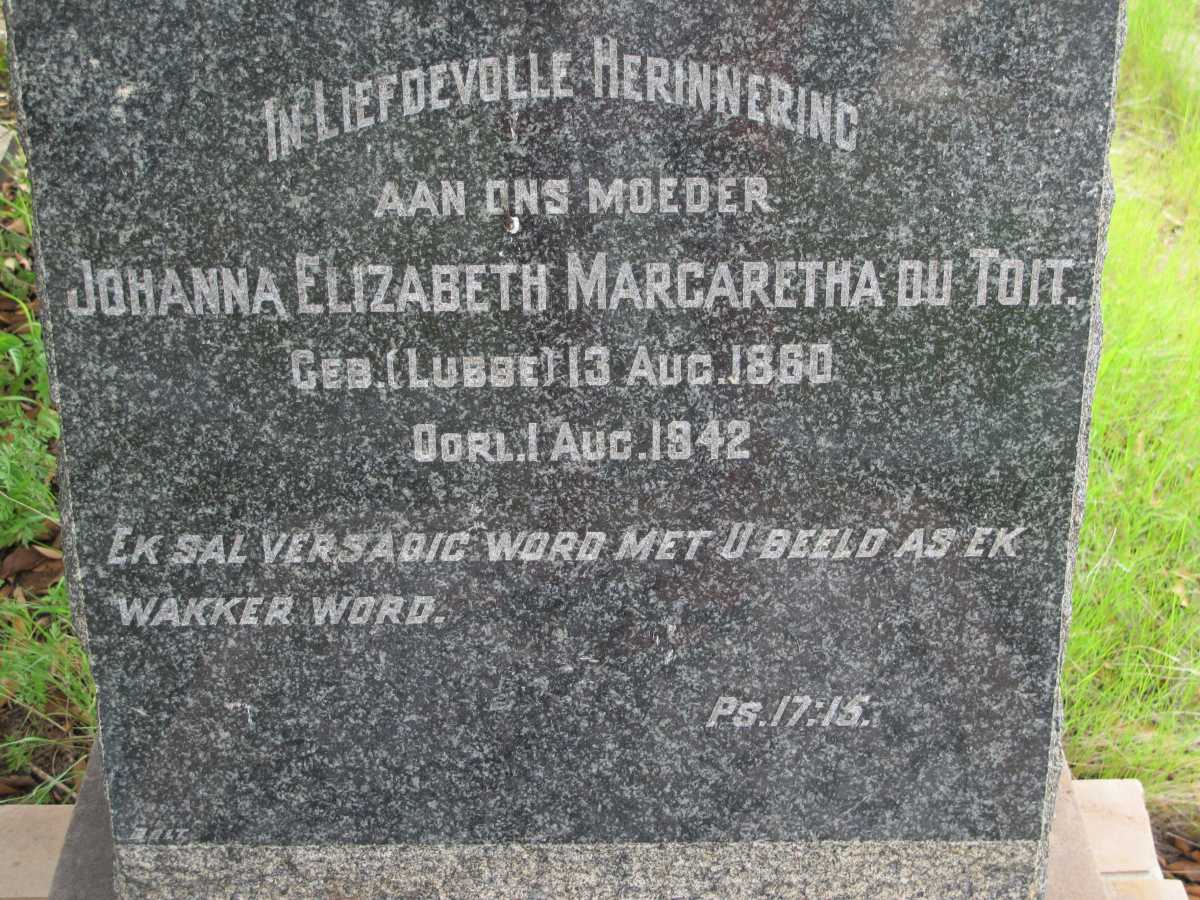 IN LIEFDEVOLLE HERINNERING
AAN ONS MOEDER
JOHANNA ELIZABETH MARGARETHA DU TOIT.
GEB. (LUBBE) 13 AUG. 1860
OORL. 1 AUG. 1942
EK SAL VERSADIG WORD MET U BEELD AS EK
WAKKER WORD.
PS. 17:15.